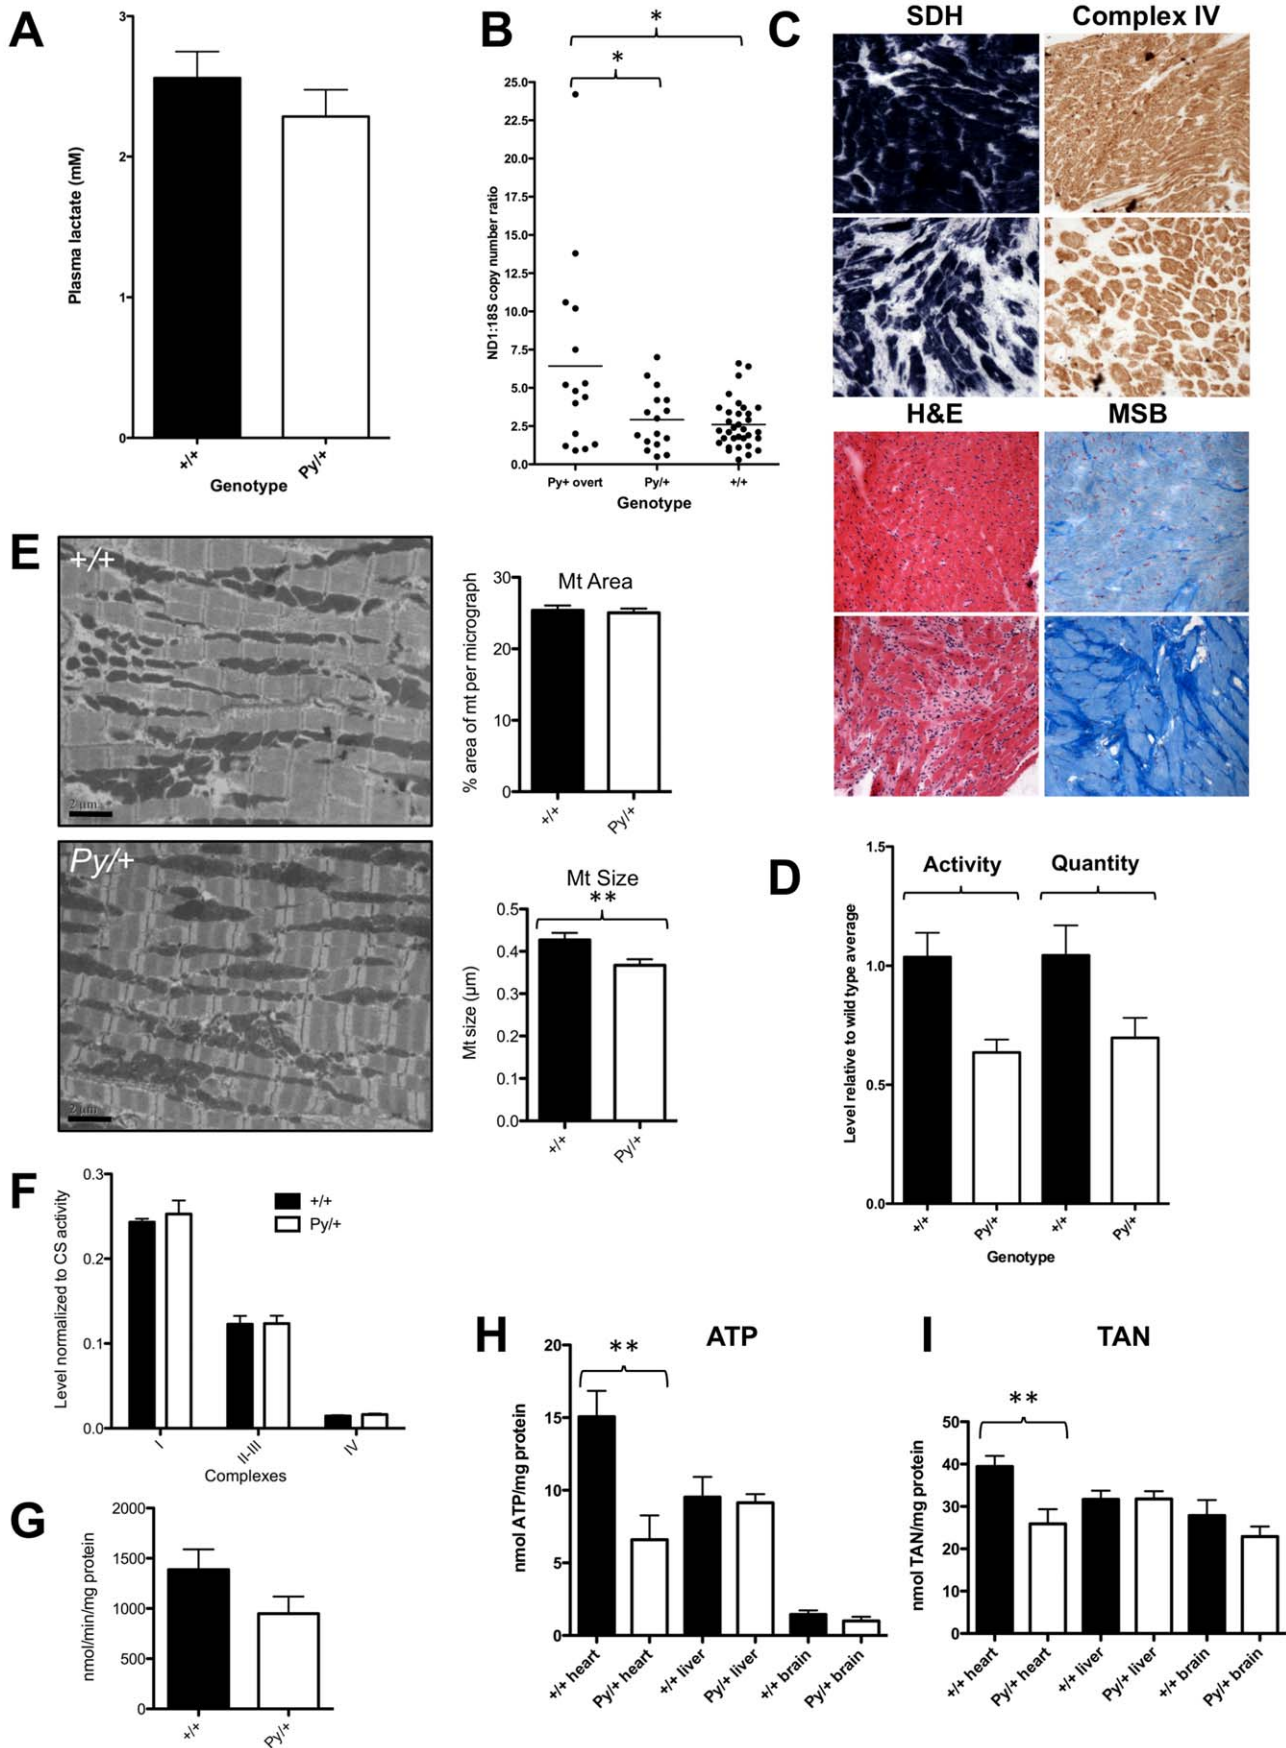 A
3
2
1
0
Plasma lactate (mM)
+/+
Py/+
Genotype
B
*
*
25.0
22.5
20.0
17.5
15.0
12.5
10.0
7.5
5.0
2.5
0.0
ND1:18S copy number ratio
Py+ overt
Py/+
+/+
Genotype
C
SDH
Complex IV
H&E
MSB
E
+/+
2 µm
Py/+
2 µm
Mt Area
30
20
10
0
% area of mt per micrograph
+/+
Py/+
Mt Size
**
0.5
0.4
0.3
0.2
0.1
0.0
Mt size (µm)
+/+
Py/+
D
1.5
1.0
0.5
0.0
Level relative to wild type average
Activity
Quantity
+/+
Py/+
+/+
Py/+
Genotype
F
0.3
0.2
0.1
0.0
Level normalized to CS activity
+/+
Py/+
I
II-III
IV
Complexes
G
2000
1500
1000
500
0
nmol/min/mg protein
+/+
Py/+
H
ATP
**
20
15
10
5
0
nmol ATP/mg protein
+/+ heart
Py/+ heart
+/+ liver
Py/+ liver
+/+ brain
Py/+ brain
I
TAN
**
50
40
30
20
10
0
nmol TAN/mg protein
+/+ heart
Py/+ heart
+/+ liver
Py/+ liver
+/+ brain
Py/+ brain